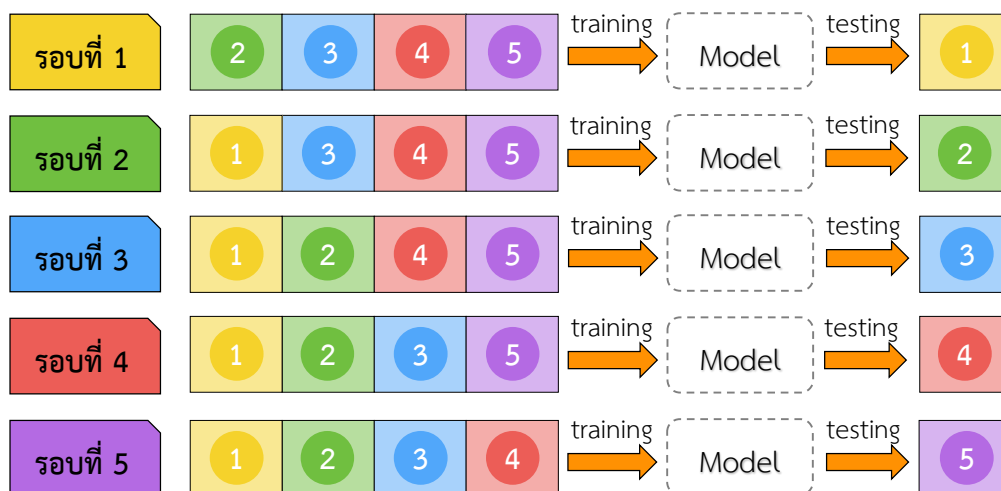 รอบที่ 1 2 3 4 5 training Model testing 1
รอบที่ 2 1 3 4 5 training Model testing 2
รอบที่ 3 1 2 4 5 training Model testing 3
รอบที่ 4 1 2 3 5 training Model testing 4
รอบที่ 5 1 2 3 4 training Model testing 5